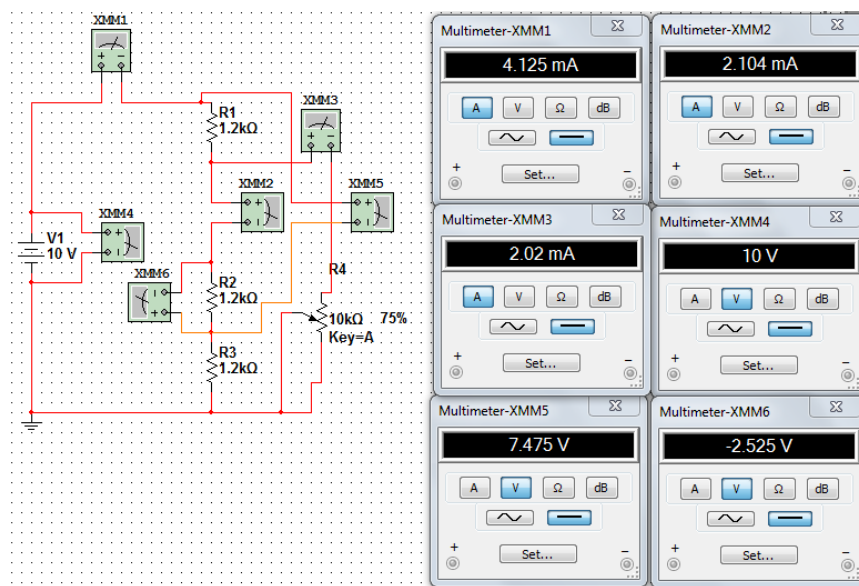 XMM1
+ -
R1
1.2kΩ
XMM3
+ -
XMM2
+
XMM5
+
XMM4
+
V1
10 V
XMM6
+
R2
1.2kΩ
R4
10kΩ 75%
Key=A
R3
1.2kΩ
Multimeter-XMM1
4.125 mA
A V Ω dB
+ Set... -
Multimeter-XMM2
2.104 mA
A V Ω dB
+ Set... -
Multimeter-XMM3
2.02 mA
A V Ω dB
+ Set... -
Multimeter-XMM4
10 V
A V Ω dB
+ Set... -
Multimeter-XMM5
7.475 V
A V Ω dB
+ Set... -
Multimeter-XMM6
-2.525 V
A V Ω dB
+ Set... -